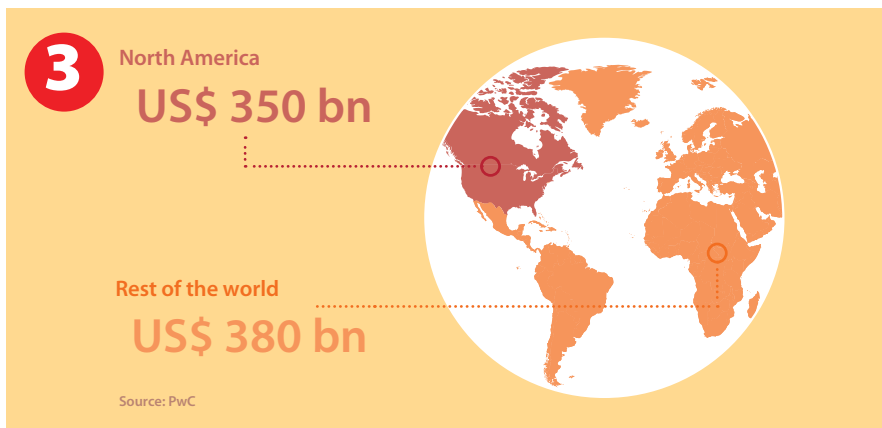 3
North America
US$ 350 bn
Rest of the world
US$ 380 bn
Source: PwC